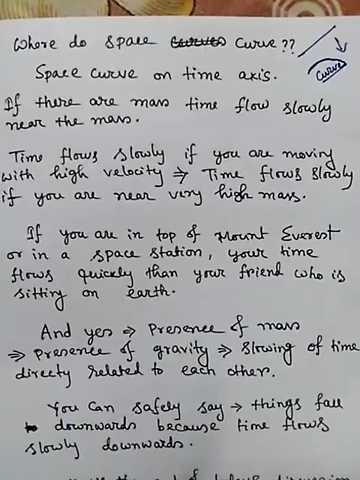 Where do space curve curve??
curve
Space curve on time axis.
If there are mass time flow slowly
near the mass.
Time flows slowly if you are moving
with high velocity ⇒ Time flows slowly
if you are near very high mass.
If you are in top of Mount Everest
or in a space station, your time
flows quickly than your friend who is
sitting on earth.
And yes ⇒ Presence of mass
⇒ presence of gravity ⇒ slowing of time
directly related to each other.
You can safely say → things fall
downwards because time flows
slowly downwards.